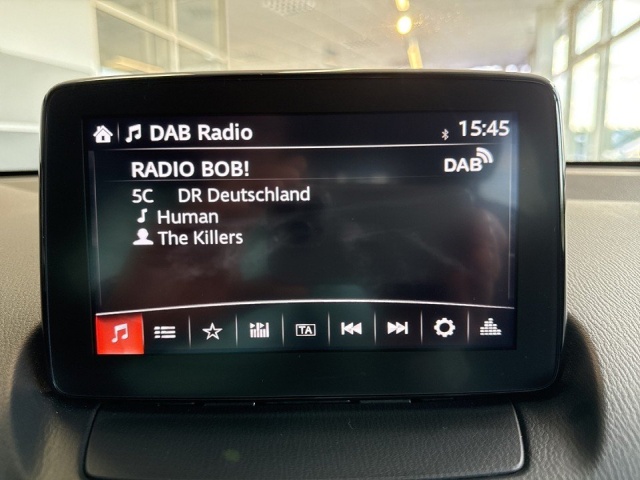 DAB Radio 15:45
RADIO BOB! DAB
5C DR Deutschland
Human
The Killers
TA